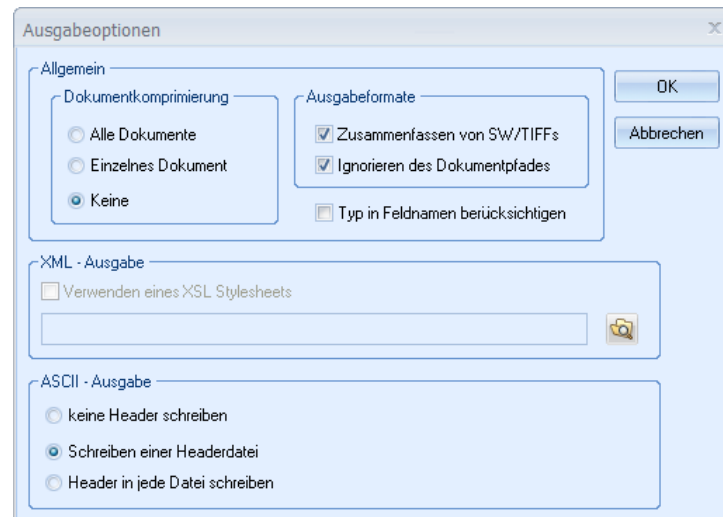 Ausgabeoptionen
x
Allgemein
Dokumentkomprimierung
Alle Dokumente
Einzelnes Dokument
Keine
Ausgabeformate
Zusammenfassen von SW/TIFFs
Ignorieren des Dokumentpfades
Typ in Feldnamen berücksichtigen
OK
Abbrechen
XML - Ausgabe
Verwenden eines XSL Stylesheets
ASCII - Ausgabe
keine Header schreiben
Schreiben einer Headerdatei
Header in jede Datei schreiben